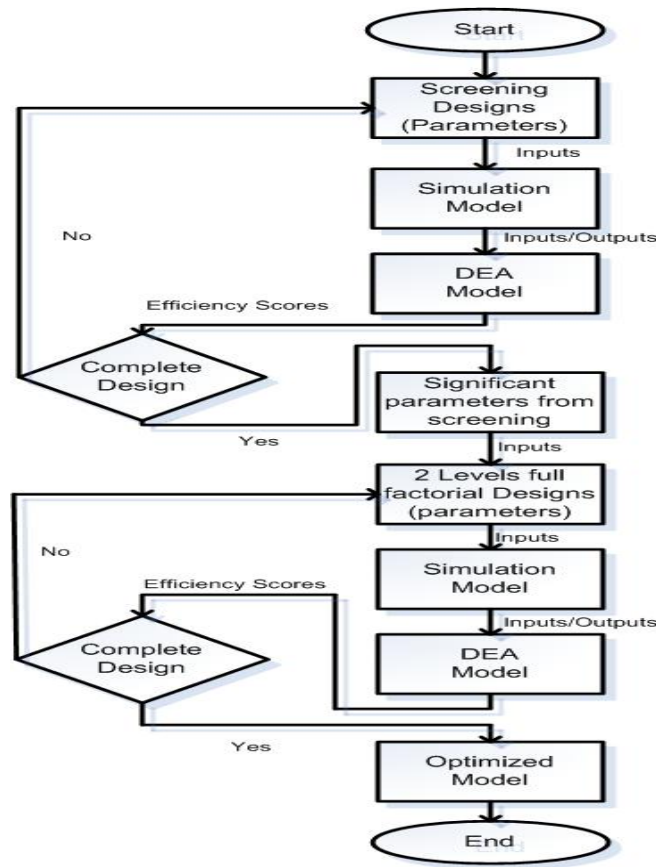 Start
Screening
Designs
(Parameters)
Inputs
Simulation
Model
No
Inputs/Outputs
DEA
Model
Efficiency Scores
Complete
Design
Significant
parameters from
screening
Yes
Inputs
2 Levels full
factorial Designs
(parameters)
Inputs
No
Simulation
Model
Efficiency Scores
Inputs/Outputs
Complete
Design
DEA
Model
Yes
Optimized
Model
End